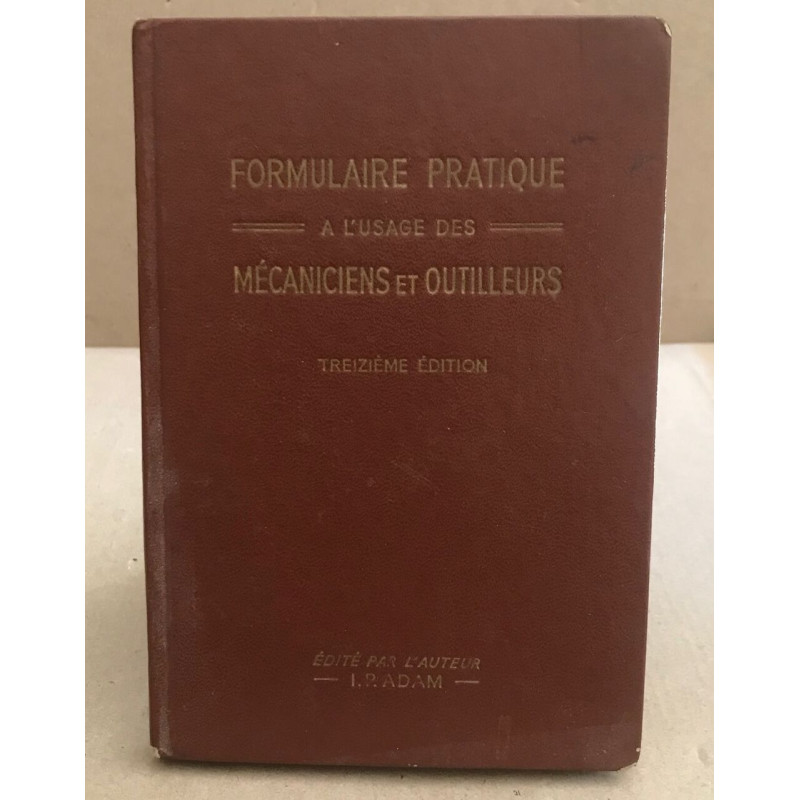 FORMULAIRE PRATIQUE
A L'USAGE DES
MÉCANICIENS ET OUTILLEURS
TREIZIÈME ÉDITION
ÉDITÉ PAR L'AUTEUR
— I.P. ADAM —